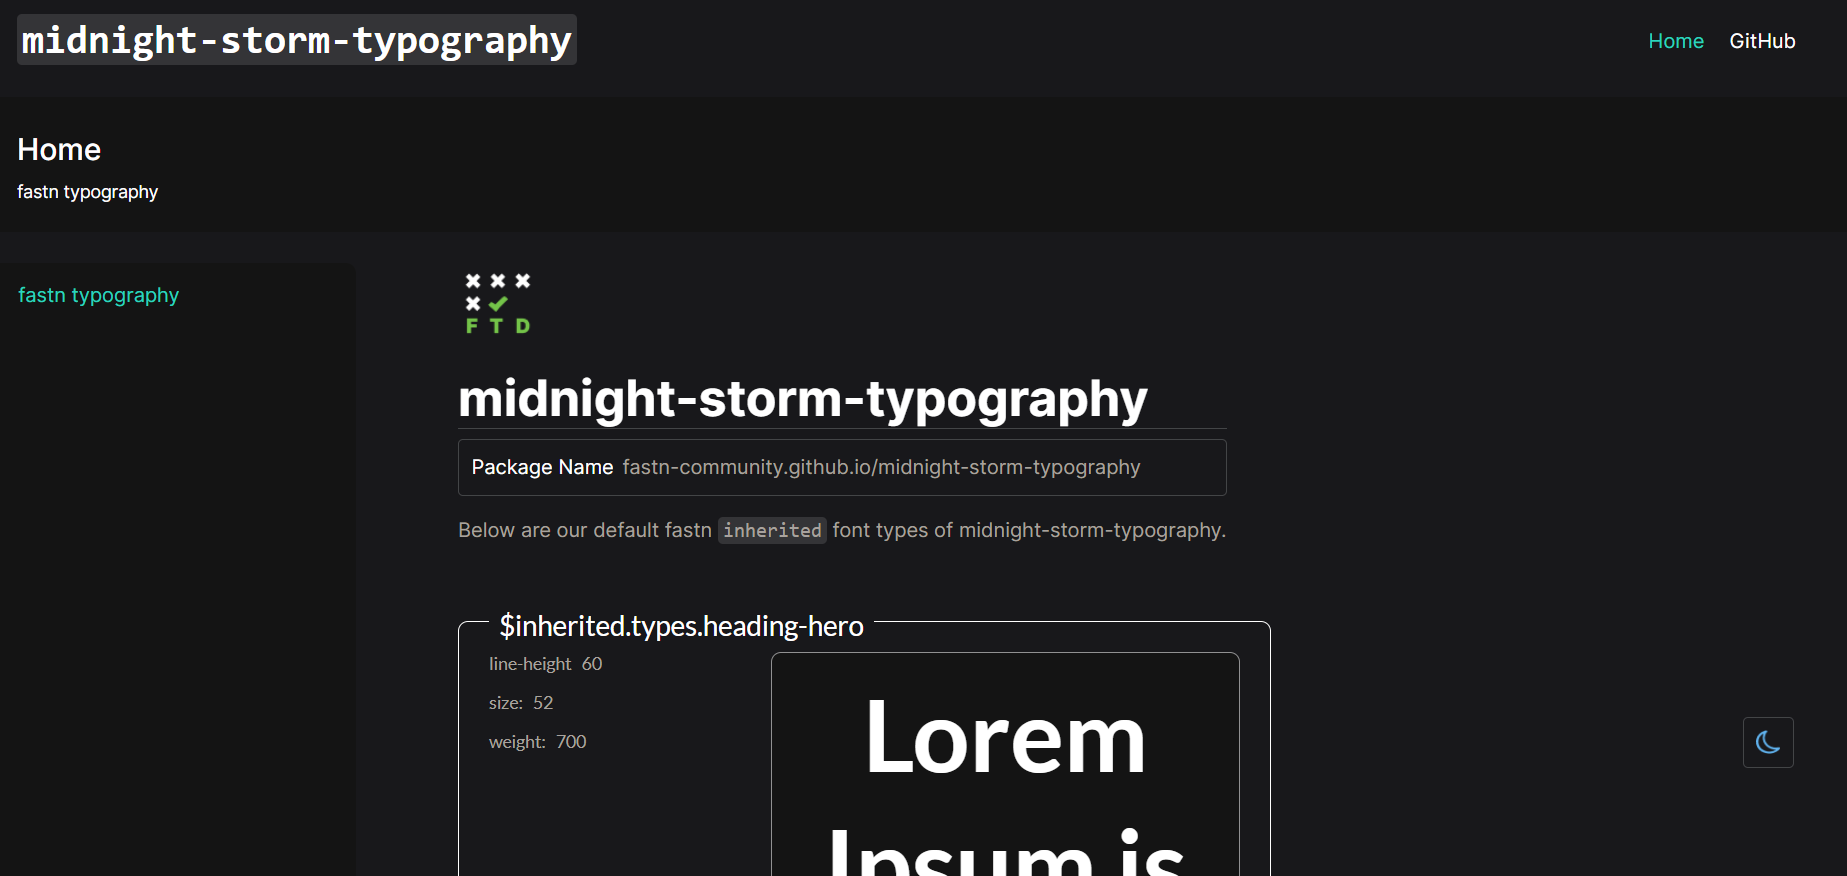 midnight-storm-typography
Home GitHub
Home
fastn typography
fastn typography
F T D
midnight-storm-typography
Package Name fastn-community.github.io/midnight-storm-typography
Below are our default fastn inherited font types of midnight-storm-typography.
$inherited.types.heading-hero
line-height 60
size: 52
weight: 700
Lorem
Ipsum is